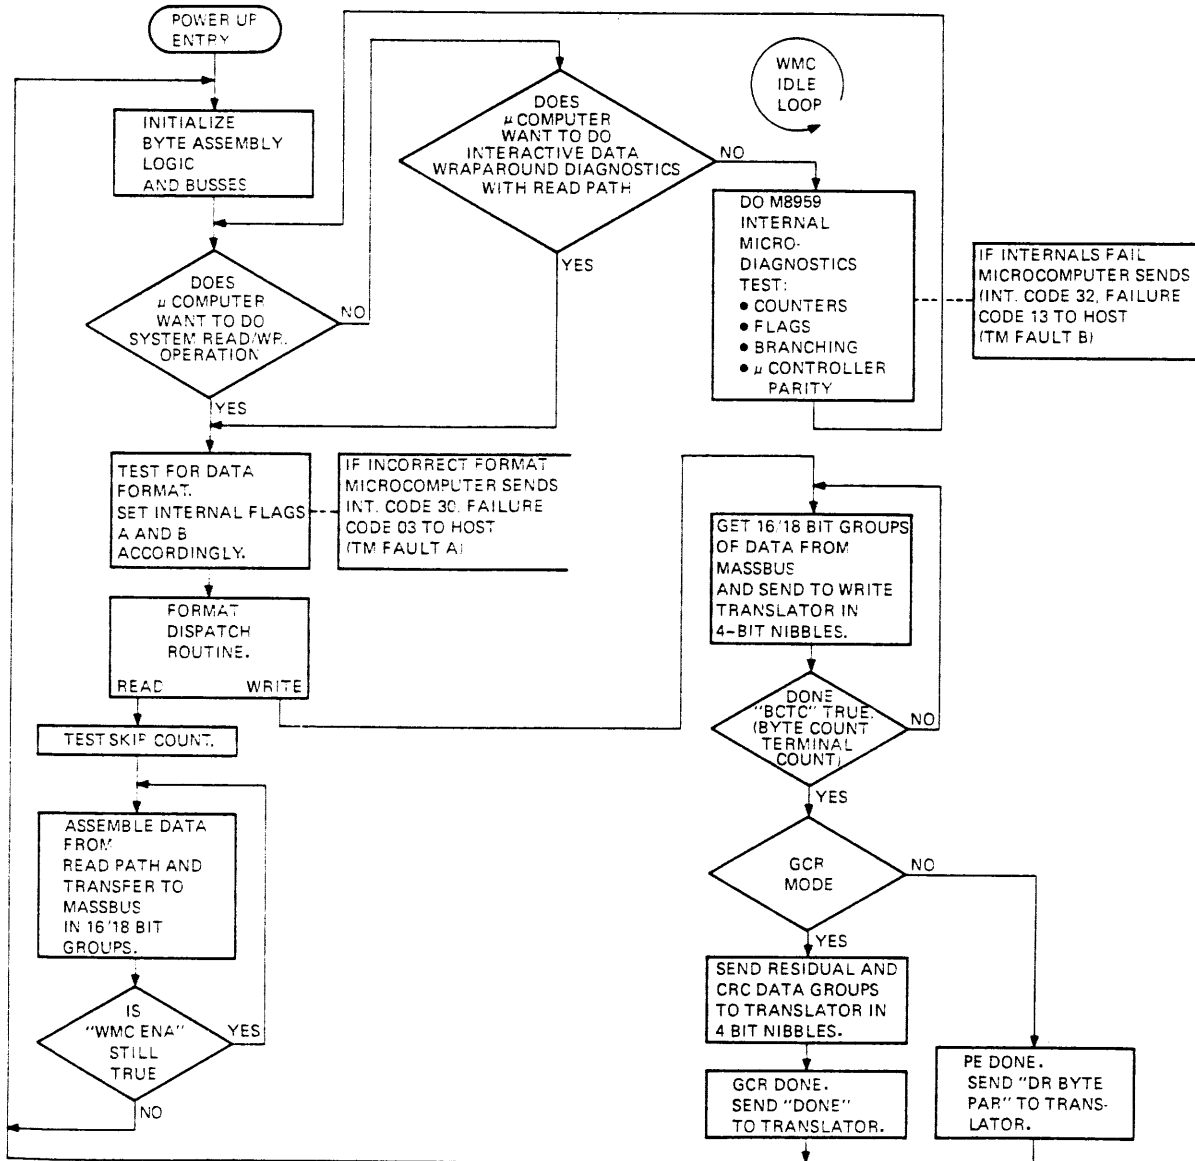 POWER UP
ENTRY
INITIALIZE
BYTE ASSEMBLY
LOGIC
AND BUSSES
DOES
μ COMPUTER
WANT TO DO
SYSTEM READ/WR.
OPERATION
NO
YES
DOES
μ COMPUTER
WANT TO DO
INTERACTIVE DATA
WRAPAROUND DIAGNOSTICS
WITH READ PATH
NO
YES
WMC
IDLE
LOOP
DO M8959
INTERNAL
MICRO-
DIAGNOSTICS
TEST:
● COUNTERS
● FLAGS
● BRANCHING
● μ CONTROLLER
PARITY
IF INTERNALS FAIL
MICROCOMPUTER SENDS
(INT. CODE 32, FAILURE
CODE 13 TO HOST
(TM FAULT B)
TEST FOR DATA
FORMAT.
SET INTERNAL FLAGS
A AND B
ACCORDINGLY.
IF INCORRECT FORMAT
MICROCOMPUTER SENDS
INT. CODE 30, FAILURE
CODE 03 TO HOST
(TM FAULT A)
FORMAT
DISPATCH
ROUTINE.
READ WRITE
TEST SKIP COUNT.
ASSEMBLE DATA
FROM
READ PATH AND
TRANSFER TO
MASSBUS
IN 16/18 BIT
GROUPS.
IS
"WMC ENA"
STILL
TRUE
YES
NO
GET 16/18 BIT GROUPS
OF DATA FROM
MASSBUS
AND SEND TO WRITE
TRANSLATOR IN
4-BIT NIBBLES.
DONE
"BCTC" TRUE.
(BYTE COUNT
TERMINAL
COUNT)
NO
YES
GCR
MODE
NO
YES
SEND RESIDUAL AND
CRC DATA GROUPS
TO TRANSLATOR IN
4 BIT NIBBLES.
GCR DONE.
SEND "DONE"
TO TRANSLATOR.
PE DONE.
SEND "DR BYTE
PAR" TO TRANS-
LATOR.